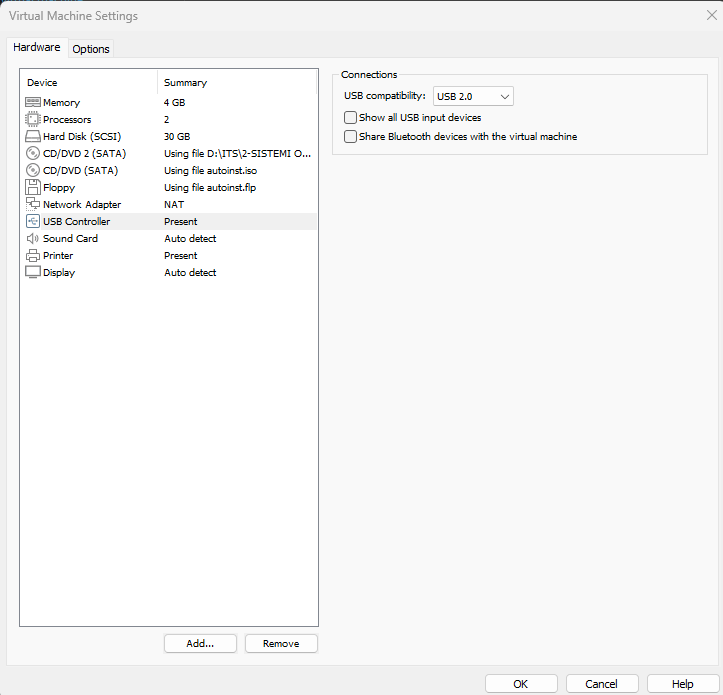 Virtual Machine Settings
Hardware Options
Device Summary
Memory 4 GB
Processors 2
Hard Disk (SCSI) 30 GB
CD/DVD 2 (SATA) Using file D:\ITS\2-SISTEMI O...
CD/DVD (SATA) Using file autoinst.iso
Floppy Using file autoinst.flp
Network Adapter NAT
USB Controller Present
Sound Card Auto detect
Printer Present
Display Auto detect
Add... Remove
Connections
USB compatibility: USB 2.0
Show all USB input devices
Share Bluetooth devices with the virtual machine
OK Cancel Help